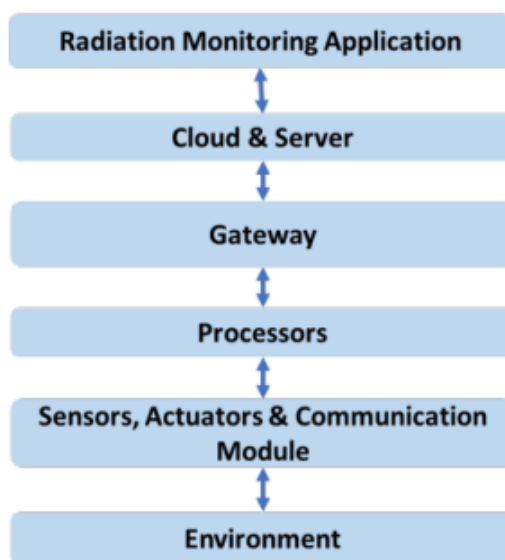 Radiation Monitoring Application
Cloud & Server
Gateway
Processors
Sensors, Actuators & Communication
Module
Environment